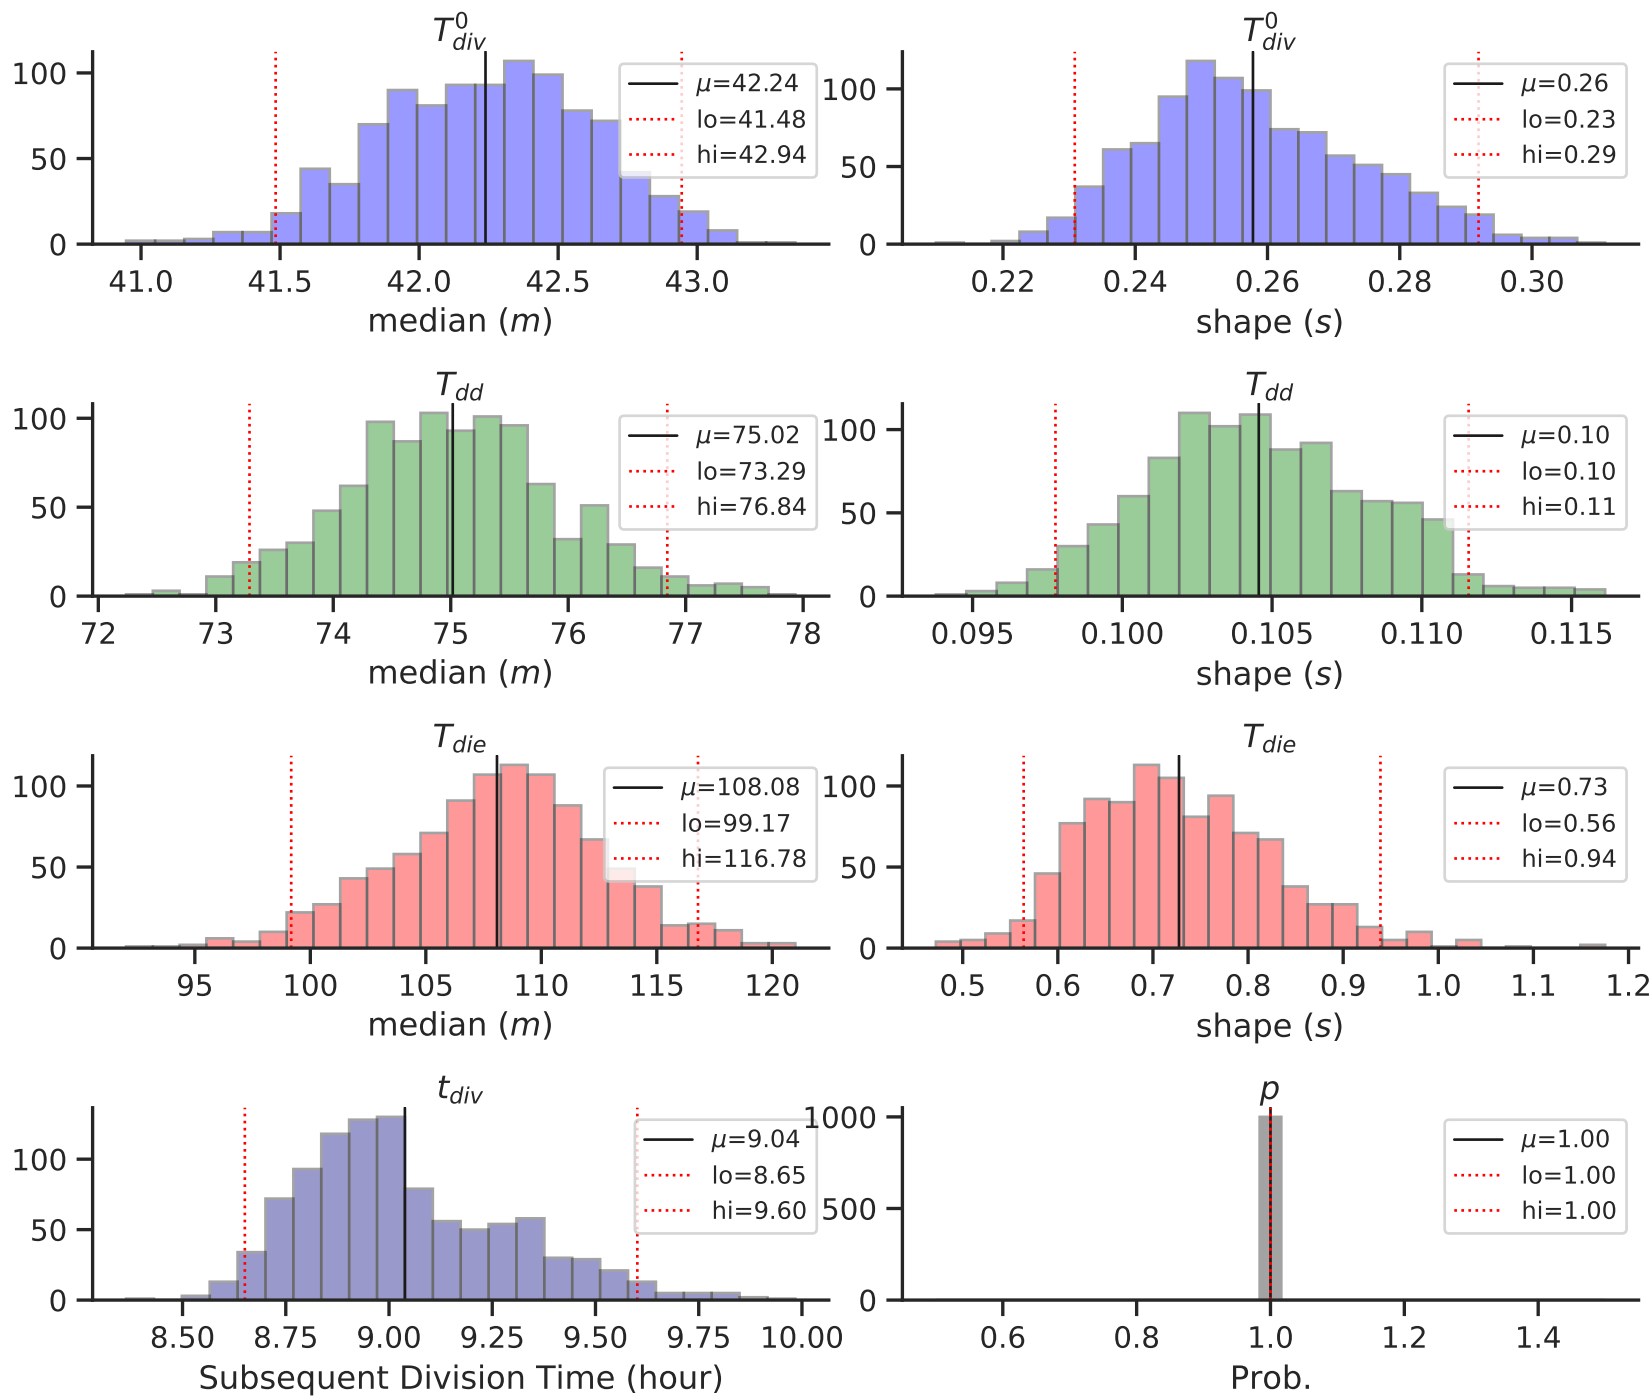 T⁰div
100
50
0
μ=42.24
lo=41.48
hi=42.94
41.0 41.5 42.0 42.5 43.0
median (m)
T⁰div
100
50
0
μ=0.26
lo=0.23
hi=0.29
0.22 0.24 0.26 0.28 0.30
shape (s)
Tdd
100
50
0
μ=75.02
lo=73.29
hi=76.84
72 73 74 75 76 77 78
median (m)
Tdd
100
50
0
μ=0.10
lo=0.10
hi=0.11
0.095 0.100 0.105 0.110 0.115
shape (s)
Tdie
100
50
0
μ=108.08
lo=99.17
hi=116.78
95 100 105 110 115 120
median (m)
Tdie
100
50
0
μ=0.73
lo=0.56
hi=0.94
0.5 0.6 0.7 0.8 0.9 1.0 1.1 1.2
shape (s)
tdiv
100
50
0
μ=9.04
lo=8.65
hi=9.60
8.50 8.75 9.00 9.25 9.50 9.75 10.00
Subsequent Division Time (hour)
p
1000
500
0
μ=1.00
lo=1.00
hi=1.00
0.6 0.8 1.0 1.2 1.4
Prob.